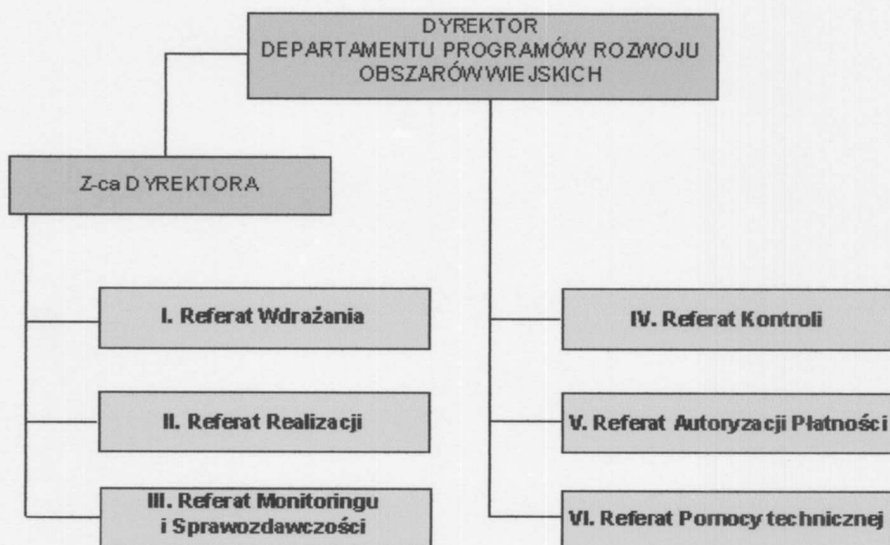 DYREKTOR
DEPARTAMENTU PROGRAMÓW ROZWOJU
OBSZARÓW WIEJSKICH
Z-ca DYREKTORA
I. Referat Wdrażania
II. Referat Realizacji
III. Referat Monitoringu
i Sprawozdawczości
IV. Referat Kontroli
V. Referat Autoryzacji Płatności
VI. Referat Pomocy technicznej